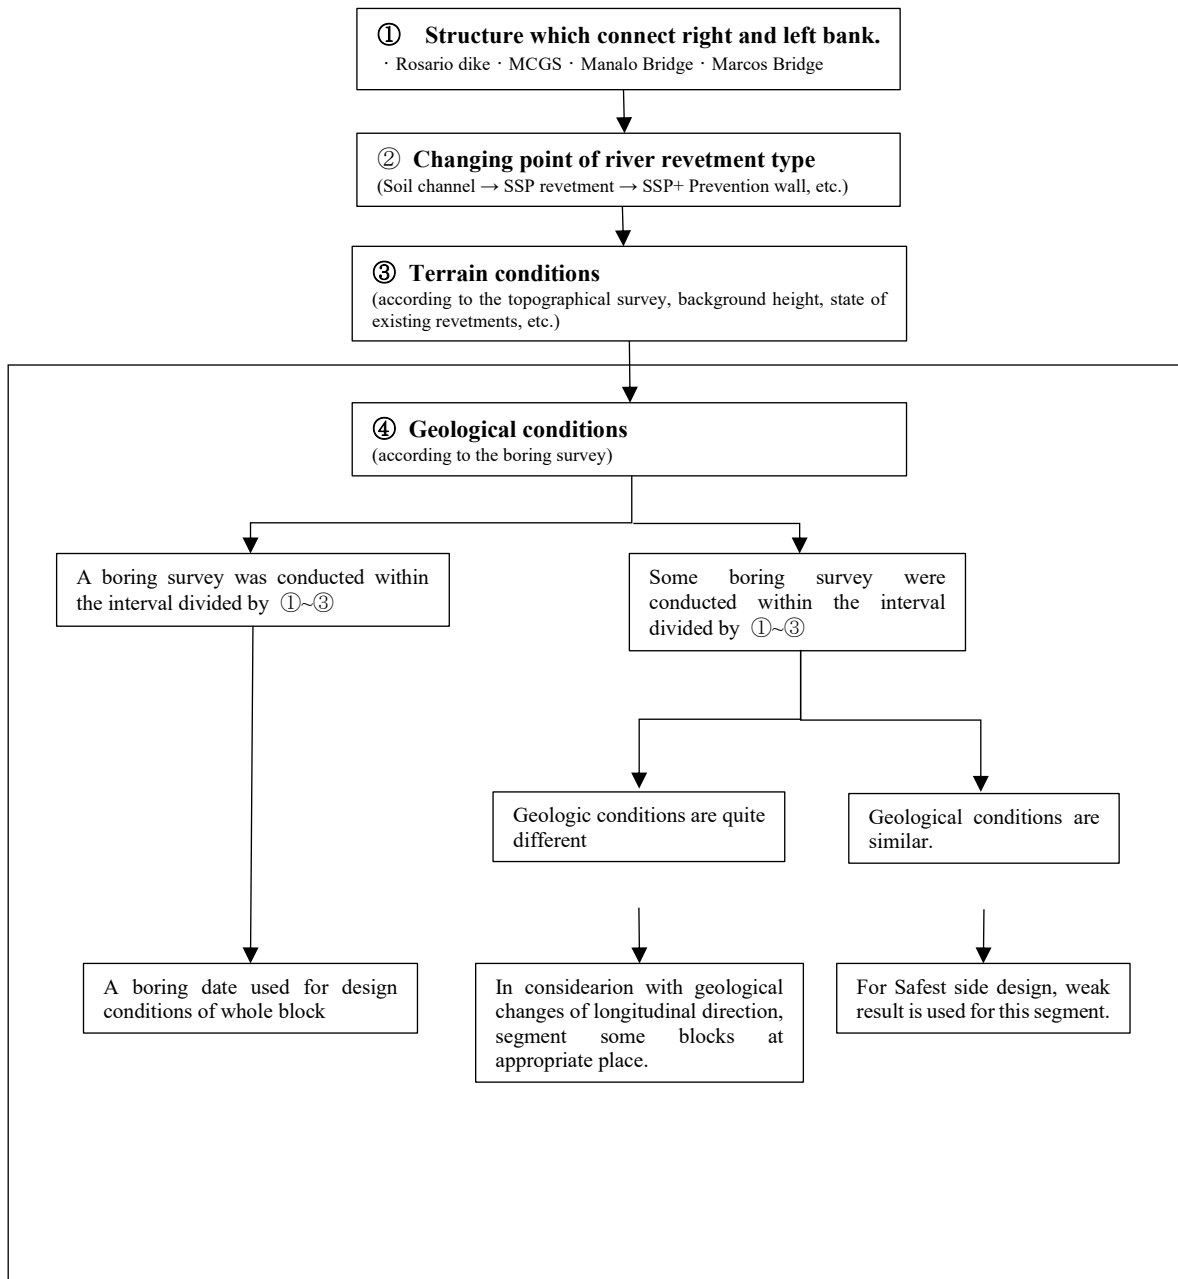 ① Structure which connect right and left bank.
・Rosario dike・MCGS・Manalo Bridge・Marcos Bridge
② Changing point of river revetment type
(Soil channel → SSP revetment → SSP+ Prevention wall, etc.)
③ Terrain conditions
(according to the topographical survey, background height, state of
existing revetments, etc.)
④ Geological conditions
(according to the boring survey)
A boring survey was conducted within
the interval divided by ①~③
Some boring survey were
conducted within the interval
divided by ①~③
Geologic conditions are quite
different
Geological conditions are
similar.
A boring date used for design
conditions of whole block
In considearion with geological
changes of longitudinal direction,
segment some blocks at
appropriate place.
For Safest side design, weak
result is used for this segment.